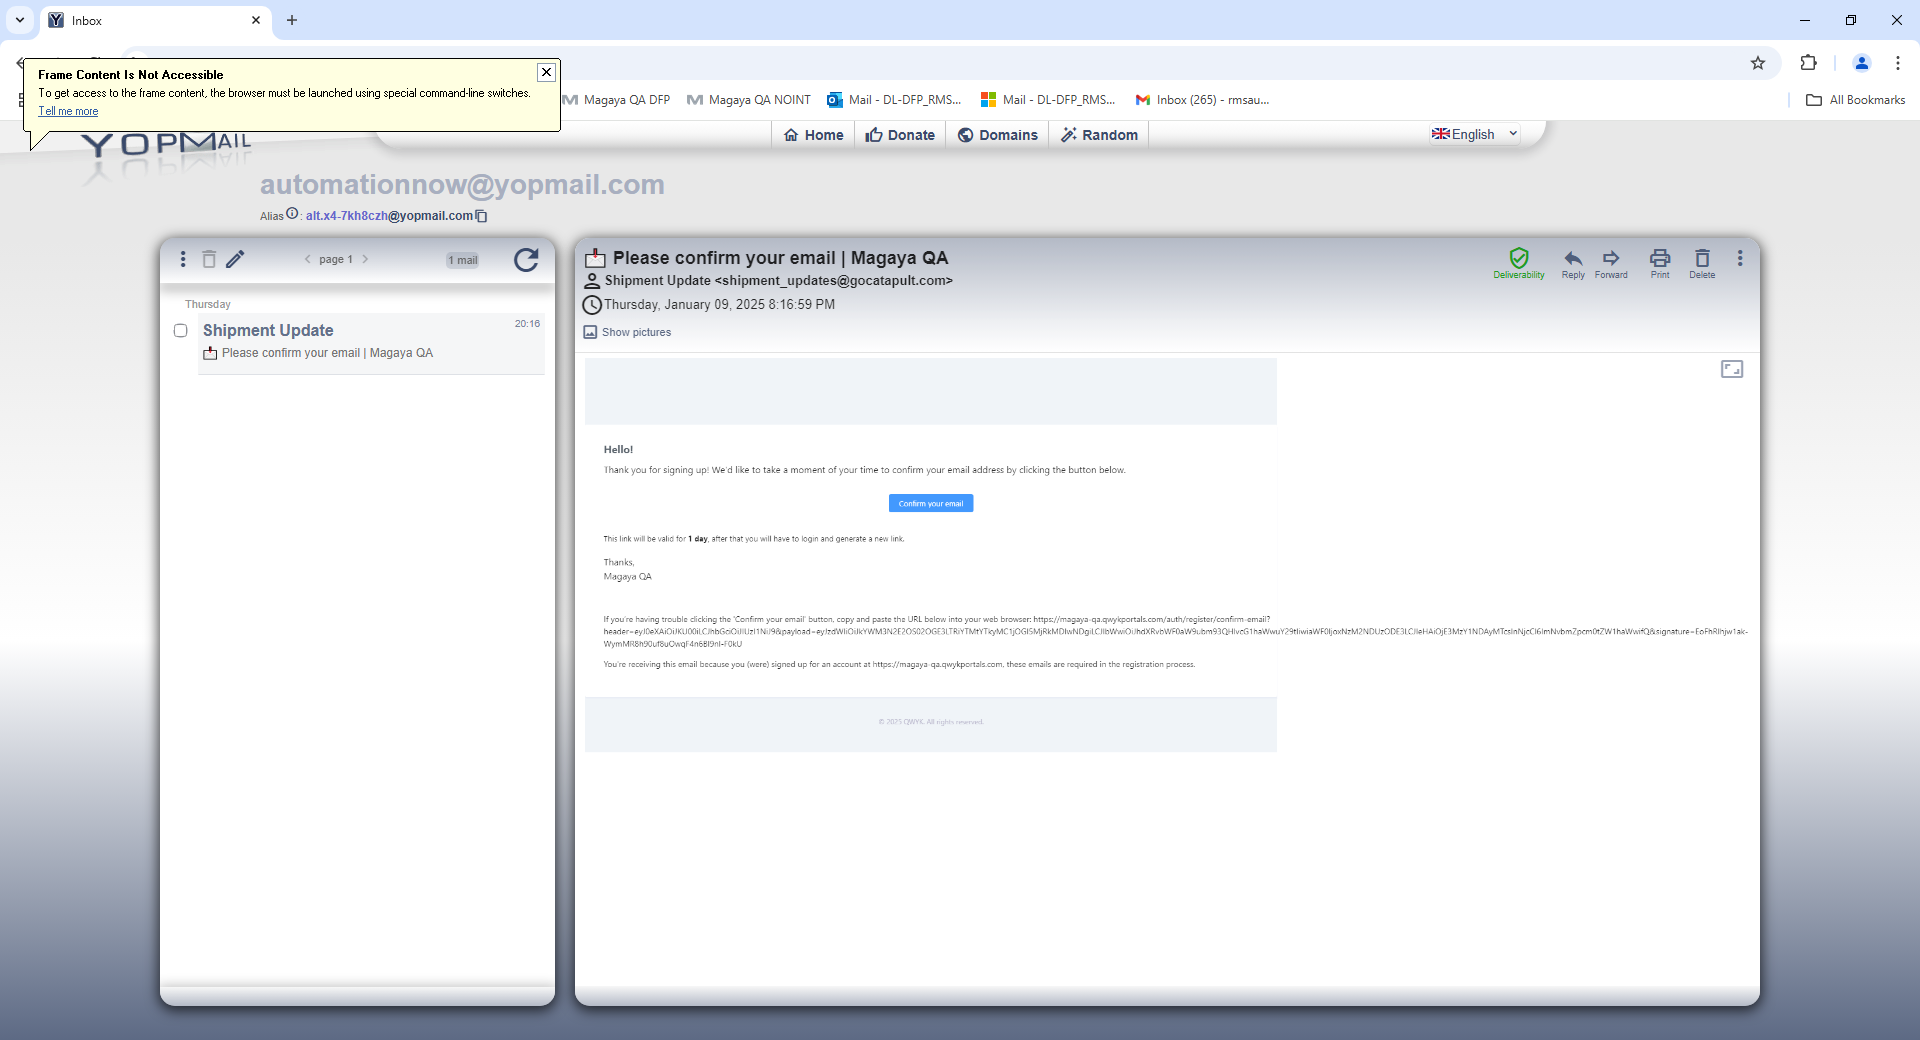 Inbox
Frame Content Is Not Accessible
To get access to the frame content, the browser must be launched using special command-line switches.
Tell me more
Magaya QA DFP
Magaya QA NOINT
Mail - DL-DFP_RMS...
Mail - DL-DFP_RMS...
Inbox (265) - rmsau...
All Bookmarks
YOPMAIL
Home
Donate
Domains
Random
English
automationnow@yopmail.com
Alias : alt.x4-7kh8czh@yopmail.com
page 1
1 mail
Thursday
Shipment Update
20:16
Please confirm your email | Magaya QA
Please confirm your email | Magaya QA
Shipment Update <shipment_updates@gocatapult.com>
Thursday, January 09, 2025 8:16:59 PM
Show pictures
Deliverability
Reply
Forward
Print
Delete
Hello!
Thank you for signing up! We'd like to take a moment of your time to confirm your email address by clicking the button below.
Confirm your email
This link will be valid for 1 day, after that you will have to login and generate a new link.
Thanks,
Magaya QA
If you're having trouble clicking the 'Confirm your email' button, copy and paste the URL below into your web browser: https://magaya-qa.qwykportals.com/auth/register/confirm-email?
You're receiving this email because you (were) signed up for an account at https://magaya-qa.qwykportals.com, these emails are required in the registration process.
© 2025 QWYK. All rights reserved.